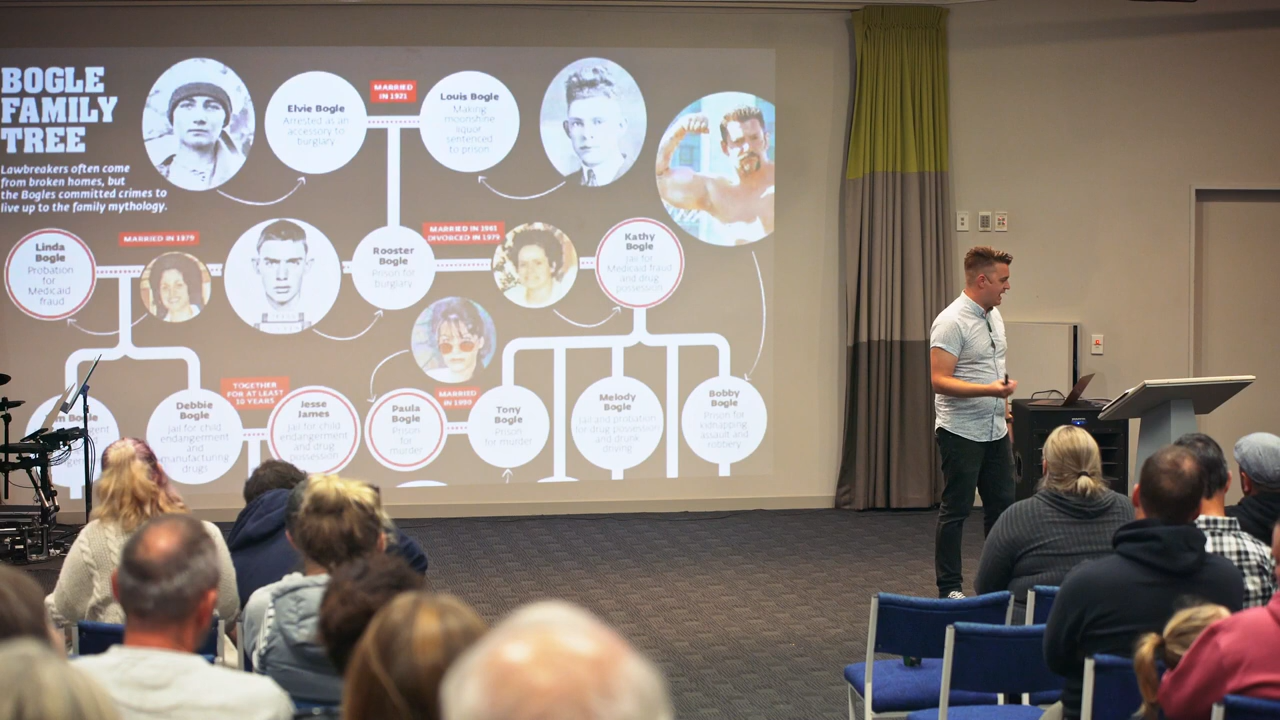 BOGLE
FAMILY
TREE
Lawbreakers often come
from broken homes, but
the Bogles committed crimes to
live up to the family mythology.
Elvie Bogle
Arrested as an
accessory to
burglary
MARRIED
IN 1921
Louis Bogle
Making
moonshine
liquor
sentenced
to prison
Linda
Bogle
Probation
for
Medicaid
fraud
MARRIED IN 1979
Rooster
Bogle
Prison for
burglary
MARRIED IN 1961
DIVORCED IN 1979
Kathy
Bogle
Jail for
Medicaid fraud
and drug
possession
Bogle
Debbie
Bogle
Jail for child
endangerment
and
manufacturing
drugs
TOGETHER
FOR AT LEAST
10 YEARS
Jesse
James
Jail for child
endangerment
and drug
possession
Paula
Bogle
Prison
for
murder
MARRIED
IN 1990
Tony
Bogle
Prison
for murder
Melody
Bogle
Jail and probation
for drug possession
and drunk
driving
Bobby
Bogle
Prison for
kidnapping
assault and
robbery